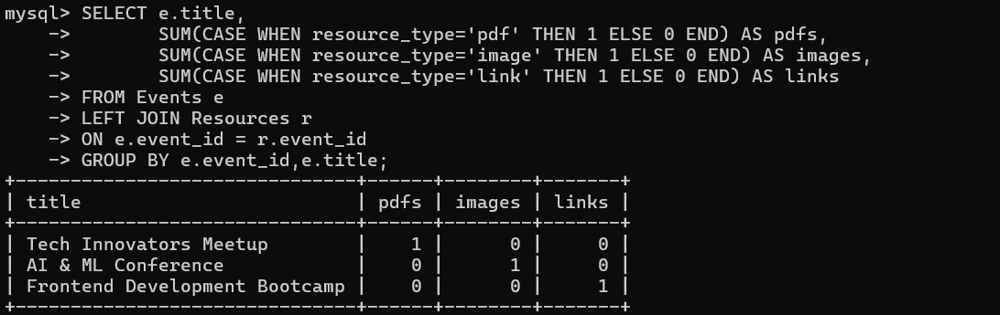 mysql> SELECT e.title,
    ->        SUM(CASE WHEN resource_type='pdf' THEN 1 ELSE 0 END) AS pdfs,
    ->        SUM(CASE WHEN resource_type='image' THEN 1 ELSE 0 END) AS images,
    ->        SUM(CASE WHEN resource_type='link' THEN 1 ELSE 0 END) AS links
    -> FROM Events e
    -> LEFT JOIN Resources r
    -> ON e.event_id = r.event_id
    -> GROUP BY e.event_id,e.title;
+-------------------------------+------+--------+-------+
| title                         | pdfs | images | links |
+-------------------------------+------+--------+-------+
| Tech Innovators Meetup        |    1 |      0 |     0 |
| AI & ML Conference            |    0 |      1 |     0 |
| Frontend Development Bootcamp |    0 |      0 |     1 |
+-------------------------------+------+--------+-------+